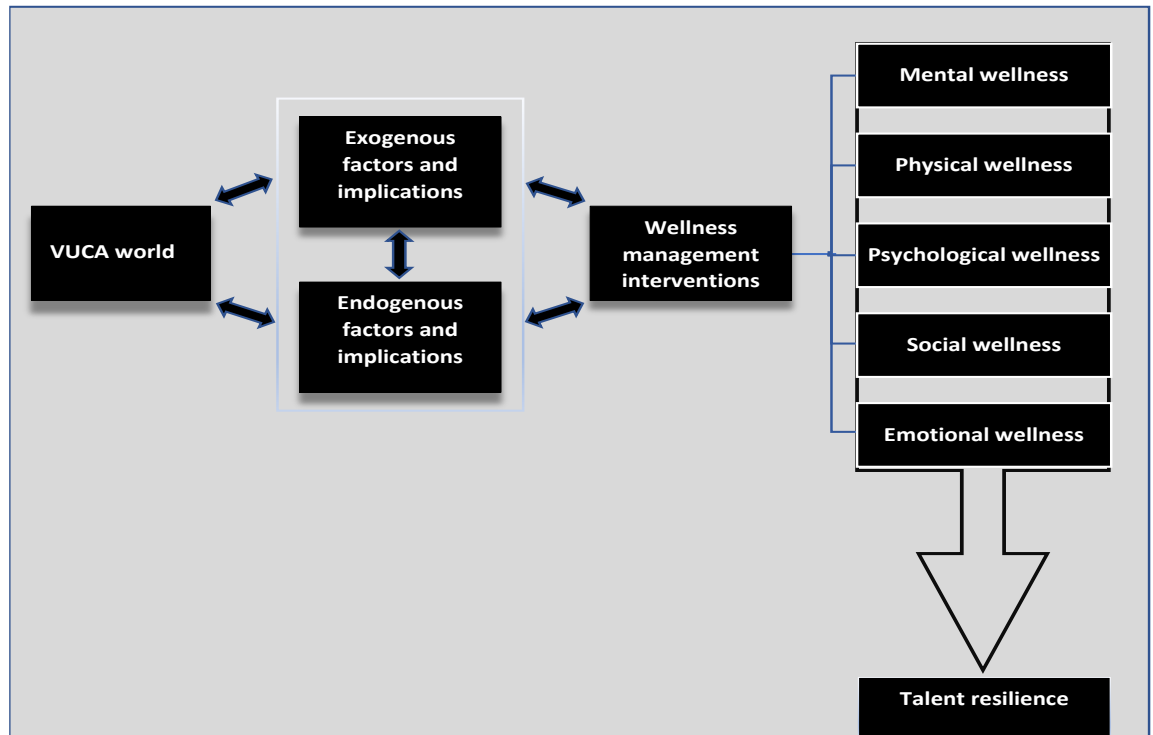 VUCA world
Exogenous
factors and
implications
Endogenous
factors and
implications
Wellness
management
interventions
Mental wellness
Physical wellness
Psychological wellness
Social wellness
Emotional wellness
Talent resilience